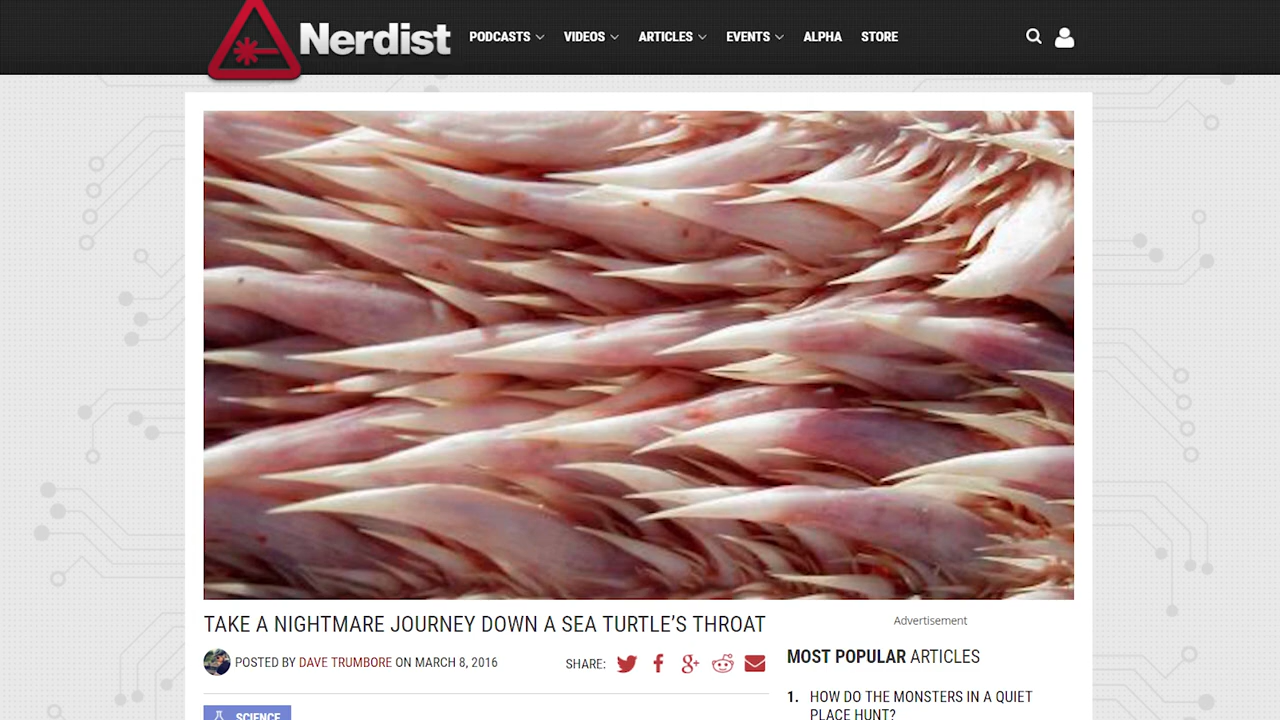 Nerdist PODCASTS VIDEOS ARTICLES EVENTS ALPHA STORE
TAKE A NIGHTMARE JOURNEY DOWN A SEA TURTLE'S THROAT
POSTED BY DAVE TRUMBORE ON MARCH 8, 2016 SHARE:
SCIENCE
Advertisement
MOST POPULAR ARTICLES
1. HOW DO THE MONSTERS IN A QUIET
PLACE HUNT?